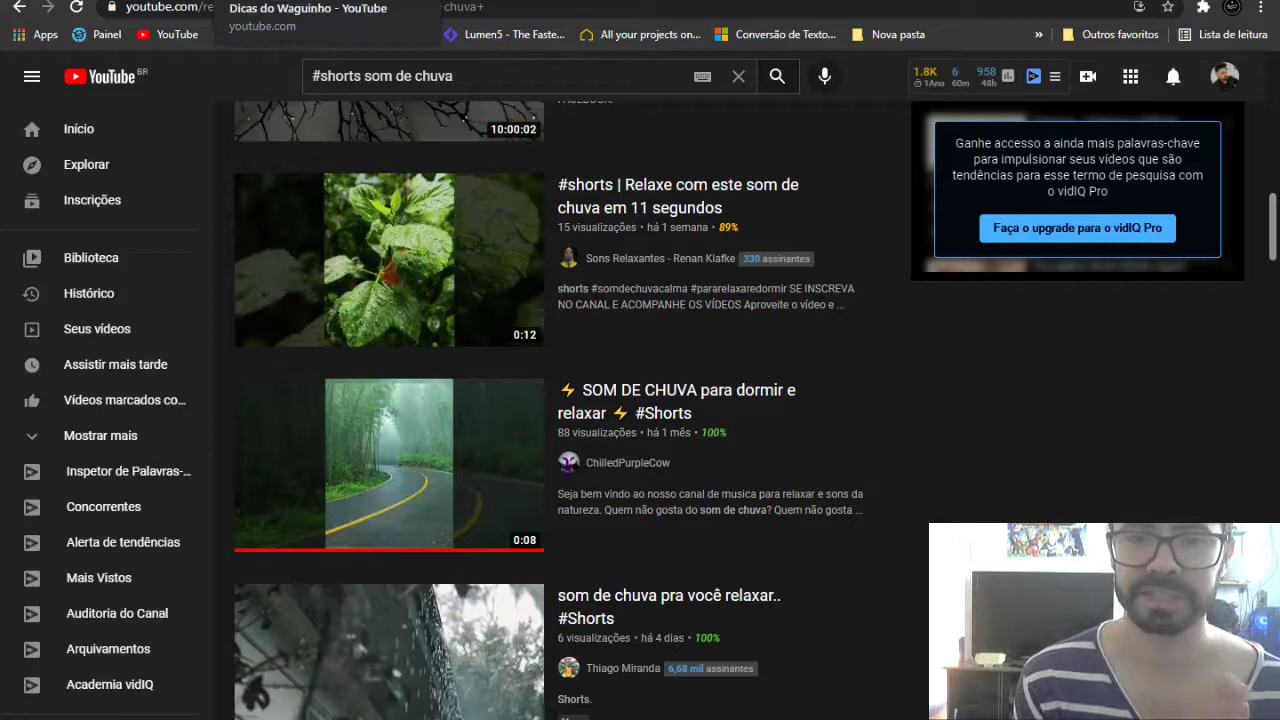 youtube.com/re
Dicas do Waguinho - YouTube
youtube.com
-chuva+
Apps
Painel
YouTube
Lumen5 - The Faste...
All your projects on...
Conversão de Texto...
Nova pasta
»
Outros favoritos
Lista de leitura
YouTube BR
#shorts som de chuva
1.8K 6 958
1Ano 60m 48h
Início
Explorar
Inscrições
Biblioteca
Histórico
Seus vídeos
Assistir mais tarde
Vídeos marcados co...
Mostrar mais
Inspetor de Palavras-...
Concorrentes
Alerta de tendências
Mais Vistos
Auditoria do Canal
Arquivamentos
Academia vidIQ
FACEBOOK.
10:00:02
#shorts | Relaxe com este som de
chuva em 11 segundos
15 visualizações • há 1 semana • 89%
Sons Relaxantes - Renan Klafke 330 assinantes
shorts #somdechuvacalma #pararelaxaredormir SE INSCREVA
NO CANAL E ACOMPANHE OS VÍDEOS Aproveite o vídeo e ...
0:12
⚡ SOM DE CHUVA para dormir e
relaxar ⚡ #Shorts
88 visualizações • há 1 mês • 100%
ChilledPurpleCow
Seja bem vindo ao nosso canal de musica para relaxar e sons da
natureza. Quem não gosta do som de chuva? Quem não gosta ...
0:08
som de chuva pra você relaxar..
#Shorts
6 visualizações • há 4 dias • 100%
Thiago Miranda 6,68 mil assinantes
Shorts.
Ganhe acesso a ainda mais palavras-chave
para impulsionar seus vídeos que são
tendências para esse termo de pesquisa com
o vidIQ Pro
Faça o upgrade para o vidIQ Pro